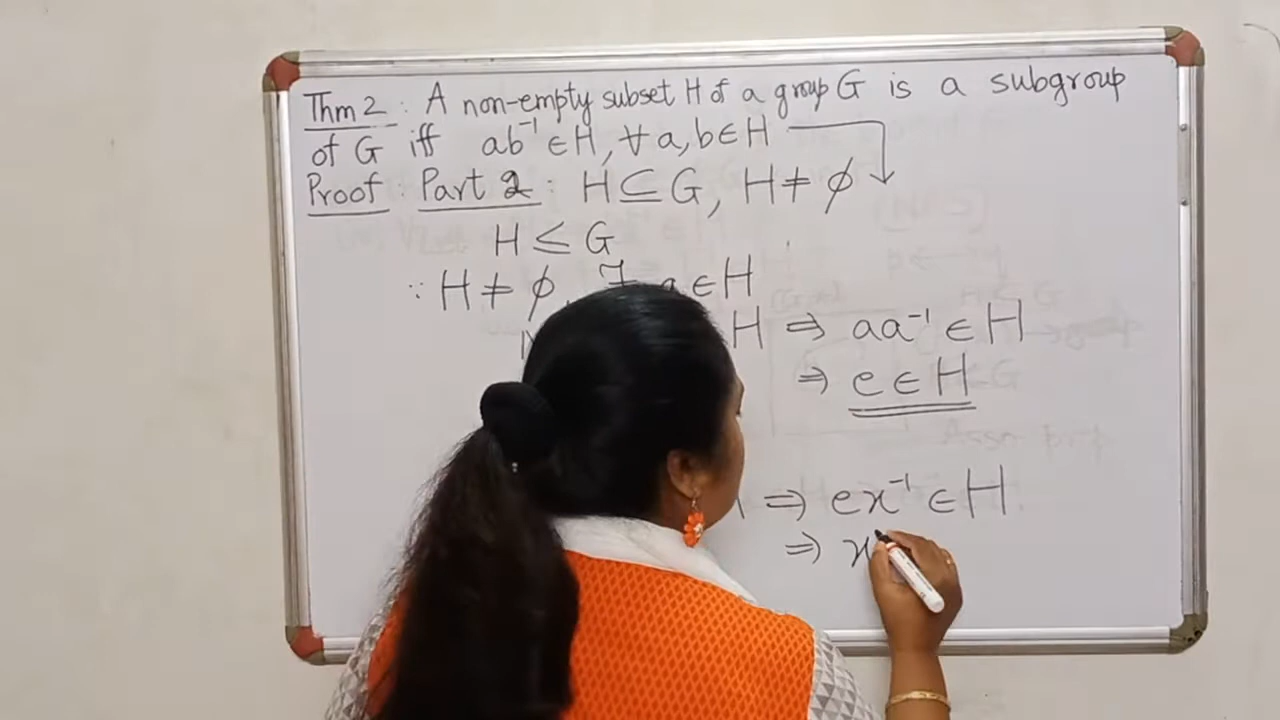 Thm 2 : A non-empty subset H of a group G is a subgroup
of G iff ab⁻¹ ∈ H, ∀ a, b ∈ H
Proof : Part 2 : H ⊆ G, H ≠ ϕ
H ≤ G
∵ H ≠ ϕ, ∃ a ∈ H
H ⇒ aa⁻¹ ∈ H
⇒ e ∈ H
⇒ ex⁻¹ ∈ H
⇒ x